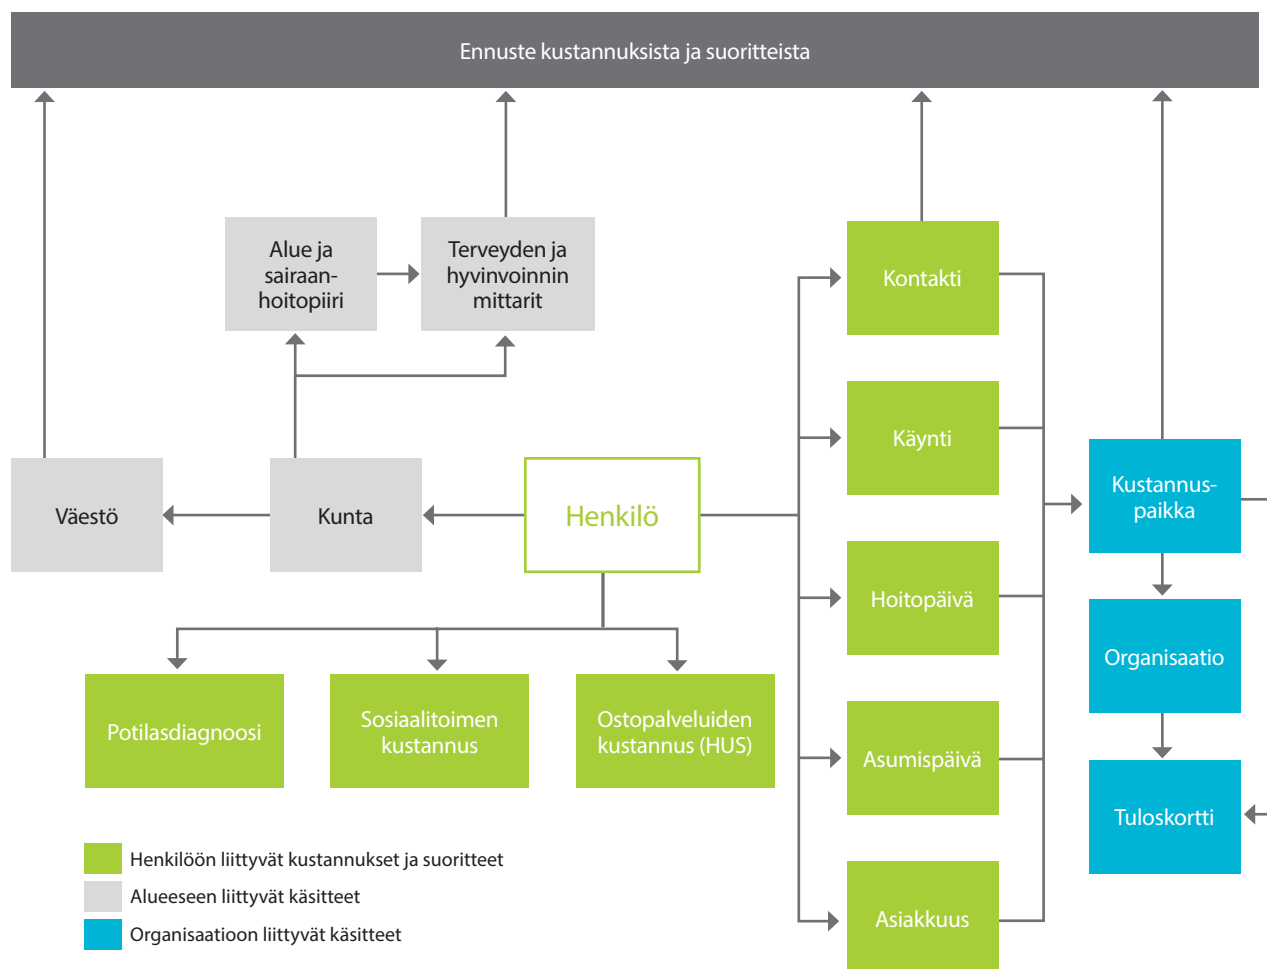 Ennuste kustannuksista ja suoritteista
Alue ja
sairaan-
hoitopiiri
Terveyden ja
hyvinvoinnin
mittarit
Kontakti
Käynti
Väestö
Kunta
Henkilö
Kustannus-
paikka
Hoitopäivä
Organisaatio
Potilasdiagnoosi
Sosiaalitoimen
kustannus
Ostopalveluiden
kustannus (HUS)
Asumispäivä
Tuloskortti
Asiakkuus
Henkilöön liittyvät kustannukset ja suoritteet
Alueeseen liittyvät käsitteet
Organisaatioon liittyvät käsitteet